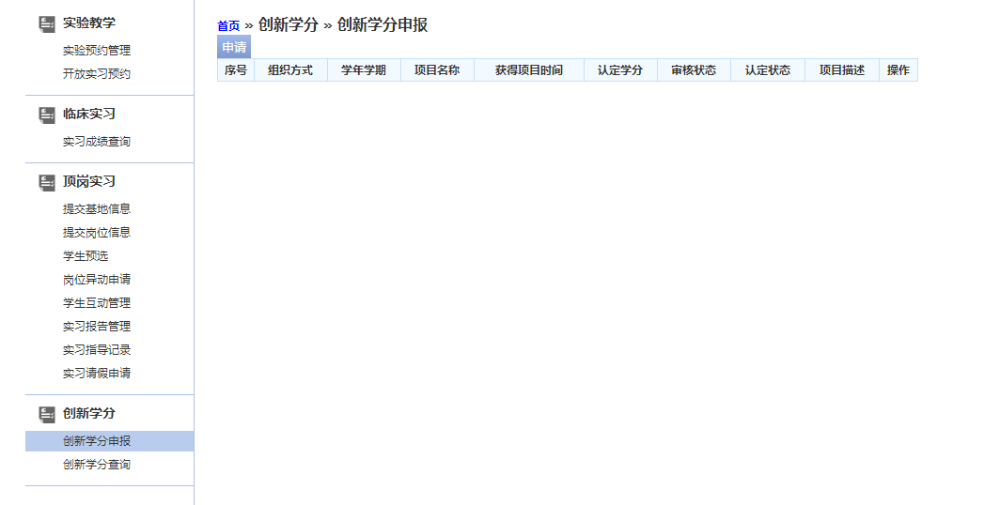 实验教学
实验预约管理
开放实习预约
临床实习
实习成绩查询
顶岗实习
提交基地信息
提交岗位信息
学生预选
岗位异动申请
学生互动管理
实习报告管理
实习指导记录
实习请假申请
创新学分
创新学分申报
创新学分查询
首页 » 创新学分 » 创新学分申报
申请
序号 组织方式 学年学期 项目名称 获得项目时间 认定学分 审核状态 认定状态 项目描述 操作